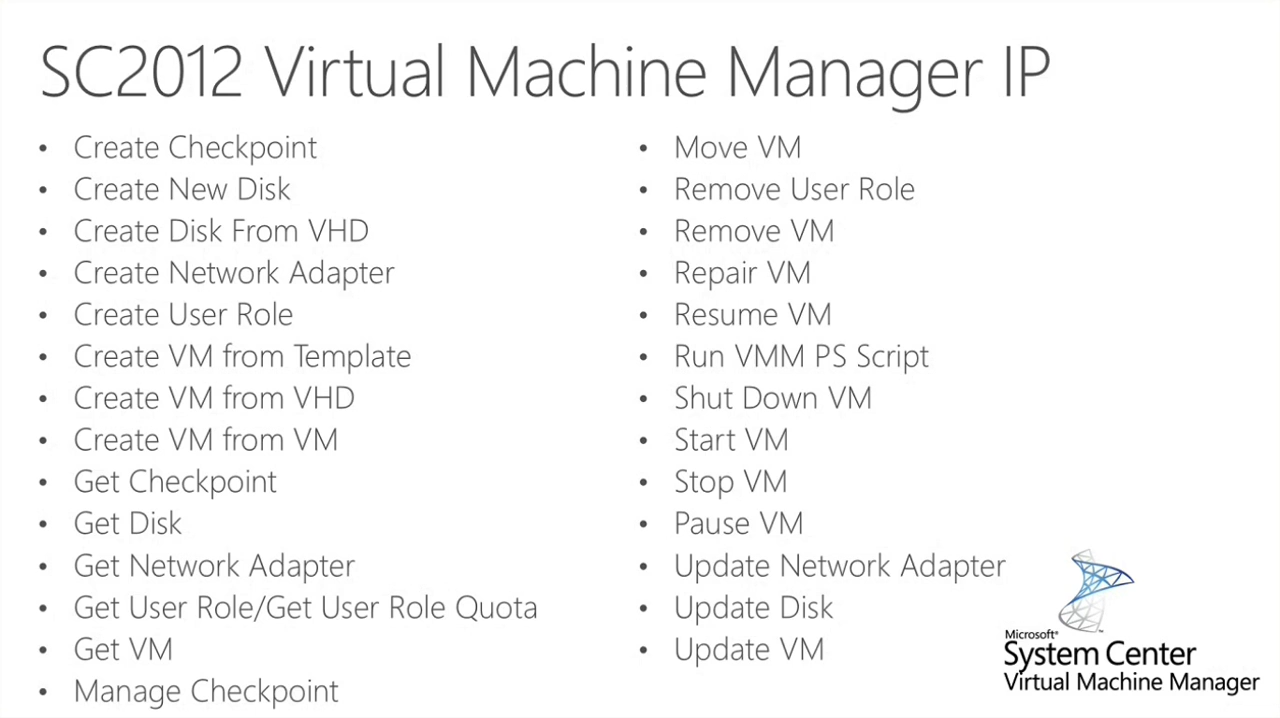 SC2012 Virtual Machine Manager IP
• Create Checkpoint
• Create New Disk
• Create Disk From VHD
• Create Network Adapter
• Create User Role
• Create VM from Template
• Create VM from VHD
• Create VM from VM
• Get Checkpoint
• Get Disk
• Get Network Adapter
• Get User Role/Get User Role Quota
• Get VM
• Manage Checkpoint
• Move VM
• Remove User Role
• Remove VM
• Repair VM
• Resume VM
• Run VMM PS Script
• Shut Down VM
• Start VM
• Stop VM
• Pause VM
• Update Network Adapter
• Update Disk
• Update VM
Microsoft®
System Center
Virtual Machine Manager